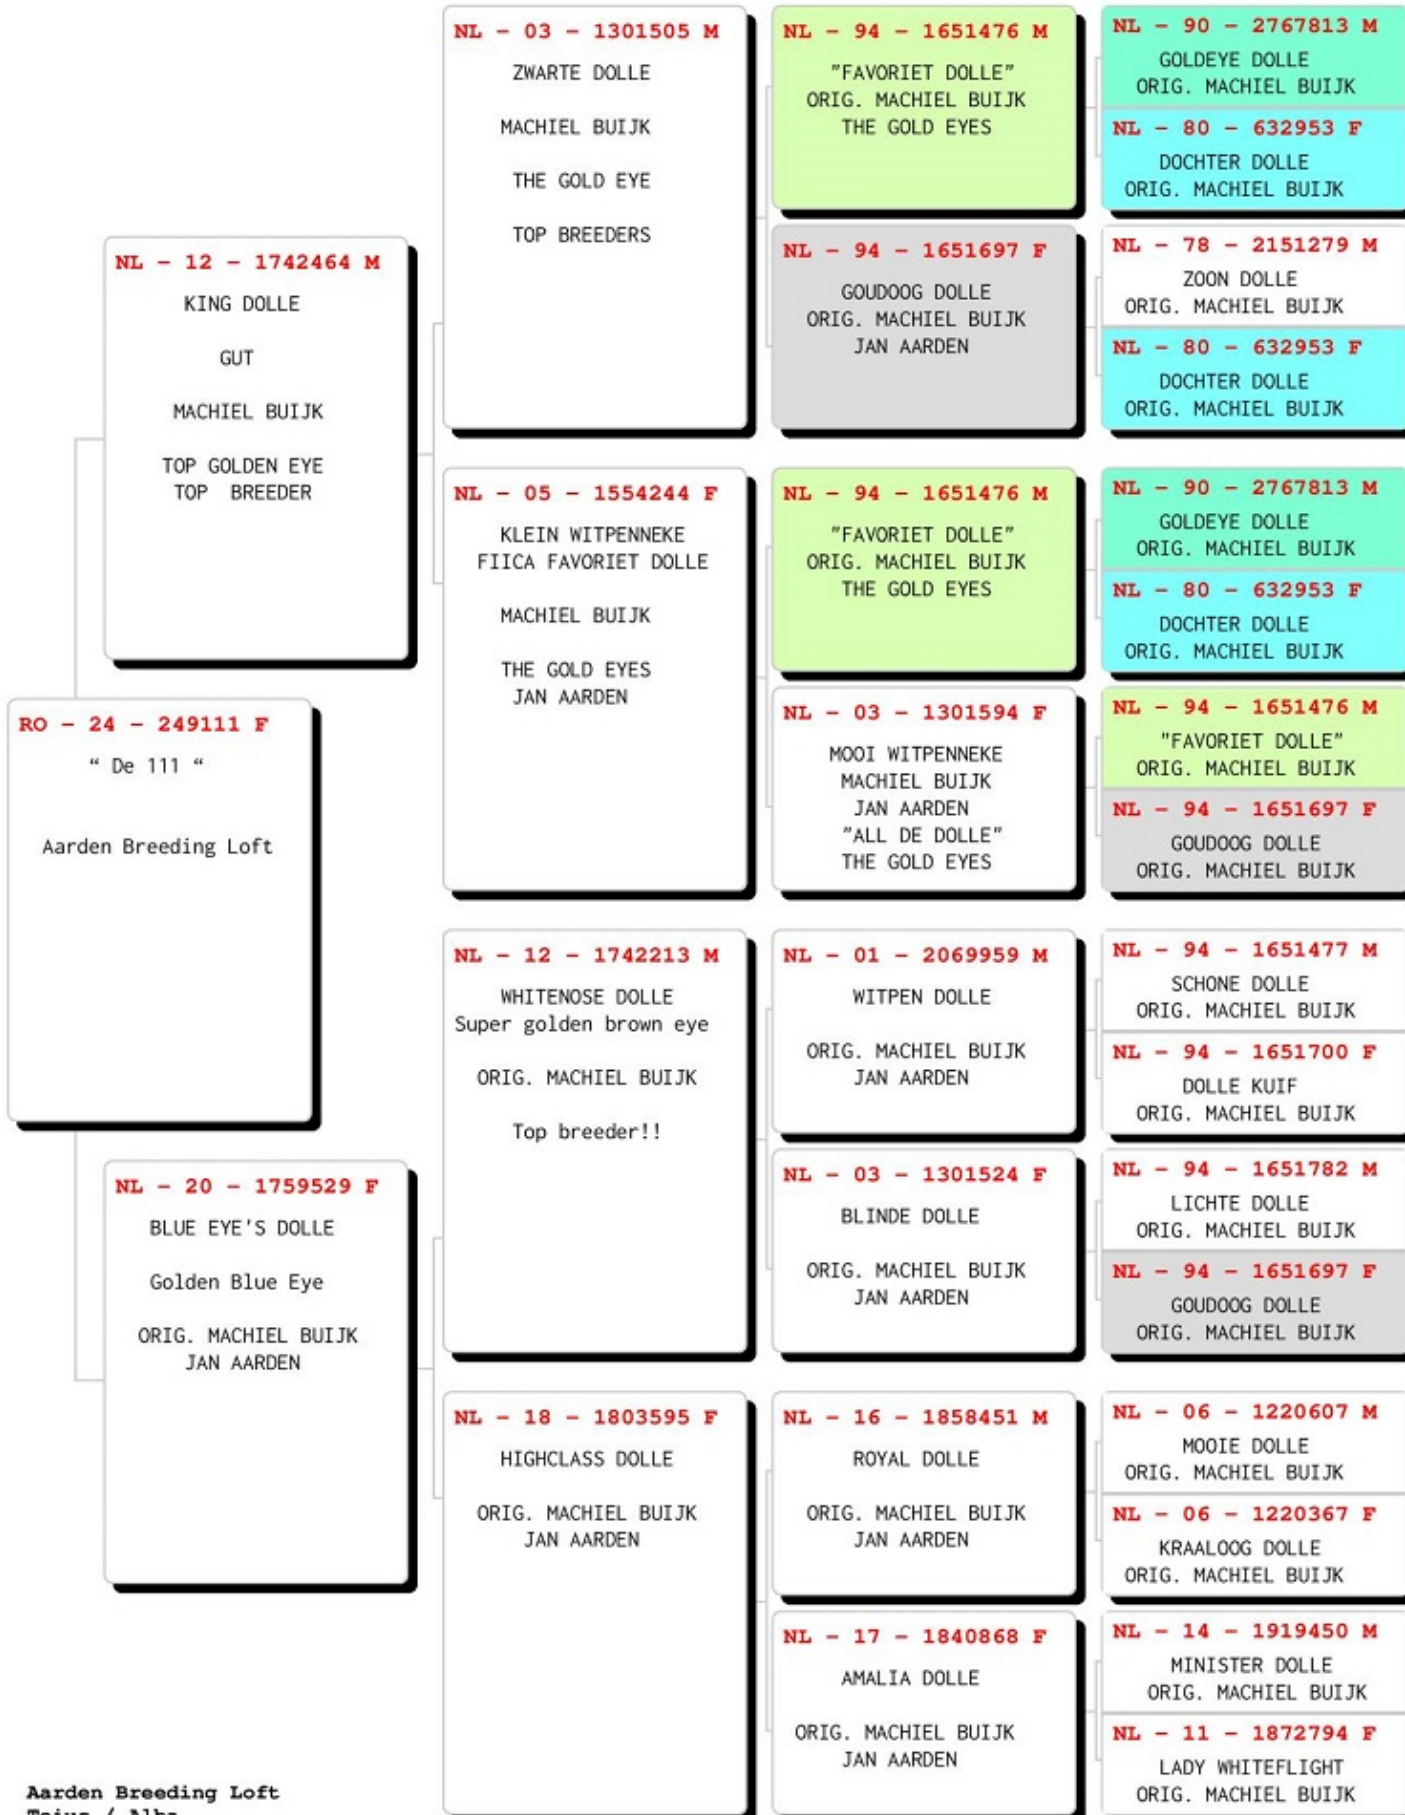 NL - 03 - 1301505 M
ZWARTE DOLLE
MACHIEL BUIJK
THE GOLD EYE
TOP BREEDERS
NL - 94 - 1651476 M
"FAVORIET DOLLE"
ORIG. MACHIEL BUIJK
THE GOLD EYES
NL - 90 - 2767813 M
GOLDEYE DOLLE
ORIG. MACHIEL BUIJK
NL - 80 - 632953 F
DOCHTER DOLLE
ORIG. MACHIEL BUIJK
NL - 94 - 1651697 F
GOUDOOG DOLLE
ORIG. MACHIEL BUIJK
JAN AARDEN
NL - 78 - 2151279 M
ZOON DOLLE
ORIG. MACHIEL BUIJK
NL - 80 - 632953 F
DOCHTER DOLLE
ORIG. MACHIEL BUIJK
NL - 12 - 1742464 M
KING DOLLE
GUT
MACHIEL BUIJK
TOP GOLDEN EYE
TOP BREEDER
NL - 05 - 1554244 F
KLEIN WITPENNEKE
FIICA FAVORIET DOLLE
MACHIEL BUIJK
THE GOLD EYES
JAN AARDEN
NL - 94 - 1651476 M
"FAVORIET DOLLE"
ORIG. MACHIEL BUIJK
THE GOLD EYES
NL - 90 - 2767813 M
GOLDEYE DOLLE
ORIG. MACHIEL BUIJK
NL - 80 - 632953 F
DOCHTER DOLLE
ORIG. MACHIEL BUIJK
NL - 03 - 1301594 F
MOOI WITPENNEKE
MACHIEL BUIJK
JAN AARDEN
"ALL DE DOLLE"
THE GOLD EYES
NL - 94 - 1651476 M
"FAVORIET DOLLE"
ORIG. MACHIEL BUIJK
NL - 94 - 1651697 F
GOUDOOG DOLLE
ORIG. MACHIEL BUIJK
RO - 24 - 249111 F
“ De 111 “
Aarden Breeding Loft
NL - 12 - 1742213 M
WHITENOSE DOLLE
Super golden brown eye
ORIG. MACHIEL BUIJK
Top breeder!!
NL - 01 - 2069959 M
WITPEN DOLLE
ORIG. MACHIEL BUIJK
JAN AARDEN
NL - 94 - 1651477 M
SCHONE DOLLE
ORIG. MACHIEL BUIJK
NL - 94 - 1651700 F
DOLLE KUIF
ORIG. MACHIEL BUIJK
NL - 03 - 1301524 F
BLINDE DOLLE
ORIG. MACHIEL BUIJK
JAN AARDEN
NL - 94 - 1651782 M
LICHTE DOLLE
ORIG. MACHIEL BUIJK
NL - 94 - 1651697 F
GOUDOOG DOLLE
ORIG. MACHIEL BUIJK
NL - 20 - 1759529 F
BLUE EYE'S DOLLE
Golden Blue Eye
ORIG. MACHIEL BUIJK
JAN AARDEN
NL - 18 - 1803595 F
HIGHCLASS DOLLE
ORIG. MACHIEL BUIJK
JAN AARDEN
NL - 16 - 1858451 M
ROYAL DOLLE
ORIG. MACHIEL BUIJK
JAN AARDEN
NL - 06 - 1220607 M
MOOIE DOLLE
ORIG. MACHIEL BUIJK
NL - 06 - 1220367 F
KRAALOOG DOLLE
ORIG. MACHIEL BUIJK
NL - 17 - 1840868 F
AMALIA DOLLE
ORIG. MACHIEL BUIJK
JAN AARDEN
NL - 14 - 1919450 M
MINISTER DOLLE
ORIG. MACHIEL BUIJK
NL - 11 - 1872794 F
LADY WHITEFLIGHT
ORIG. MACHIEL BUIJK
Aarden Breeding Loft
/ Alba